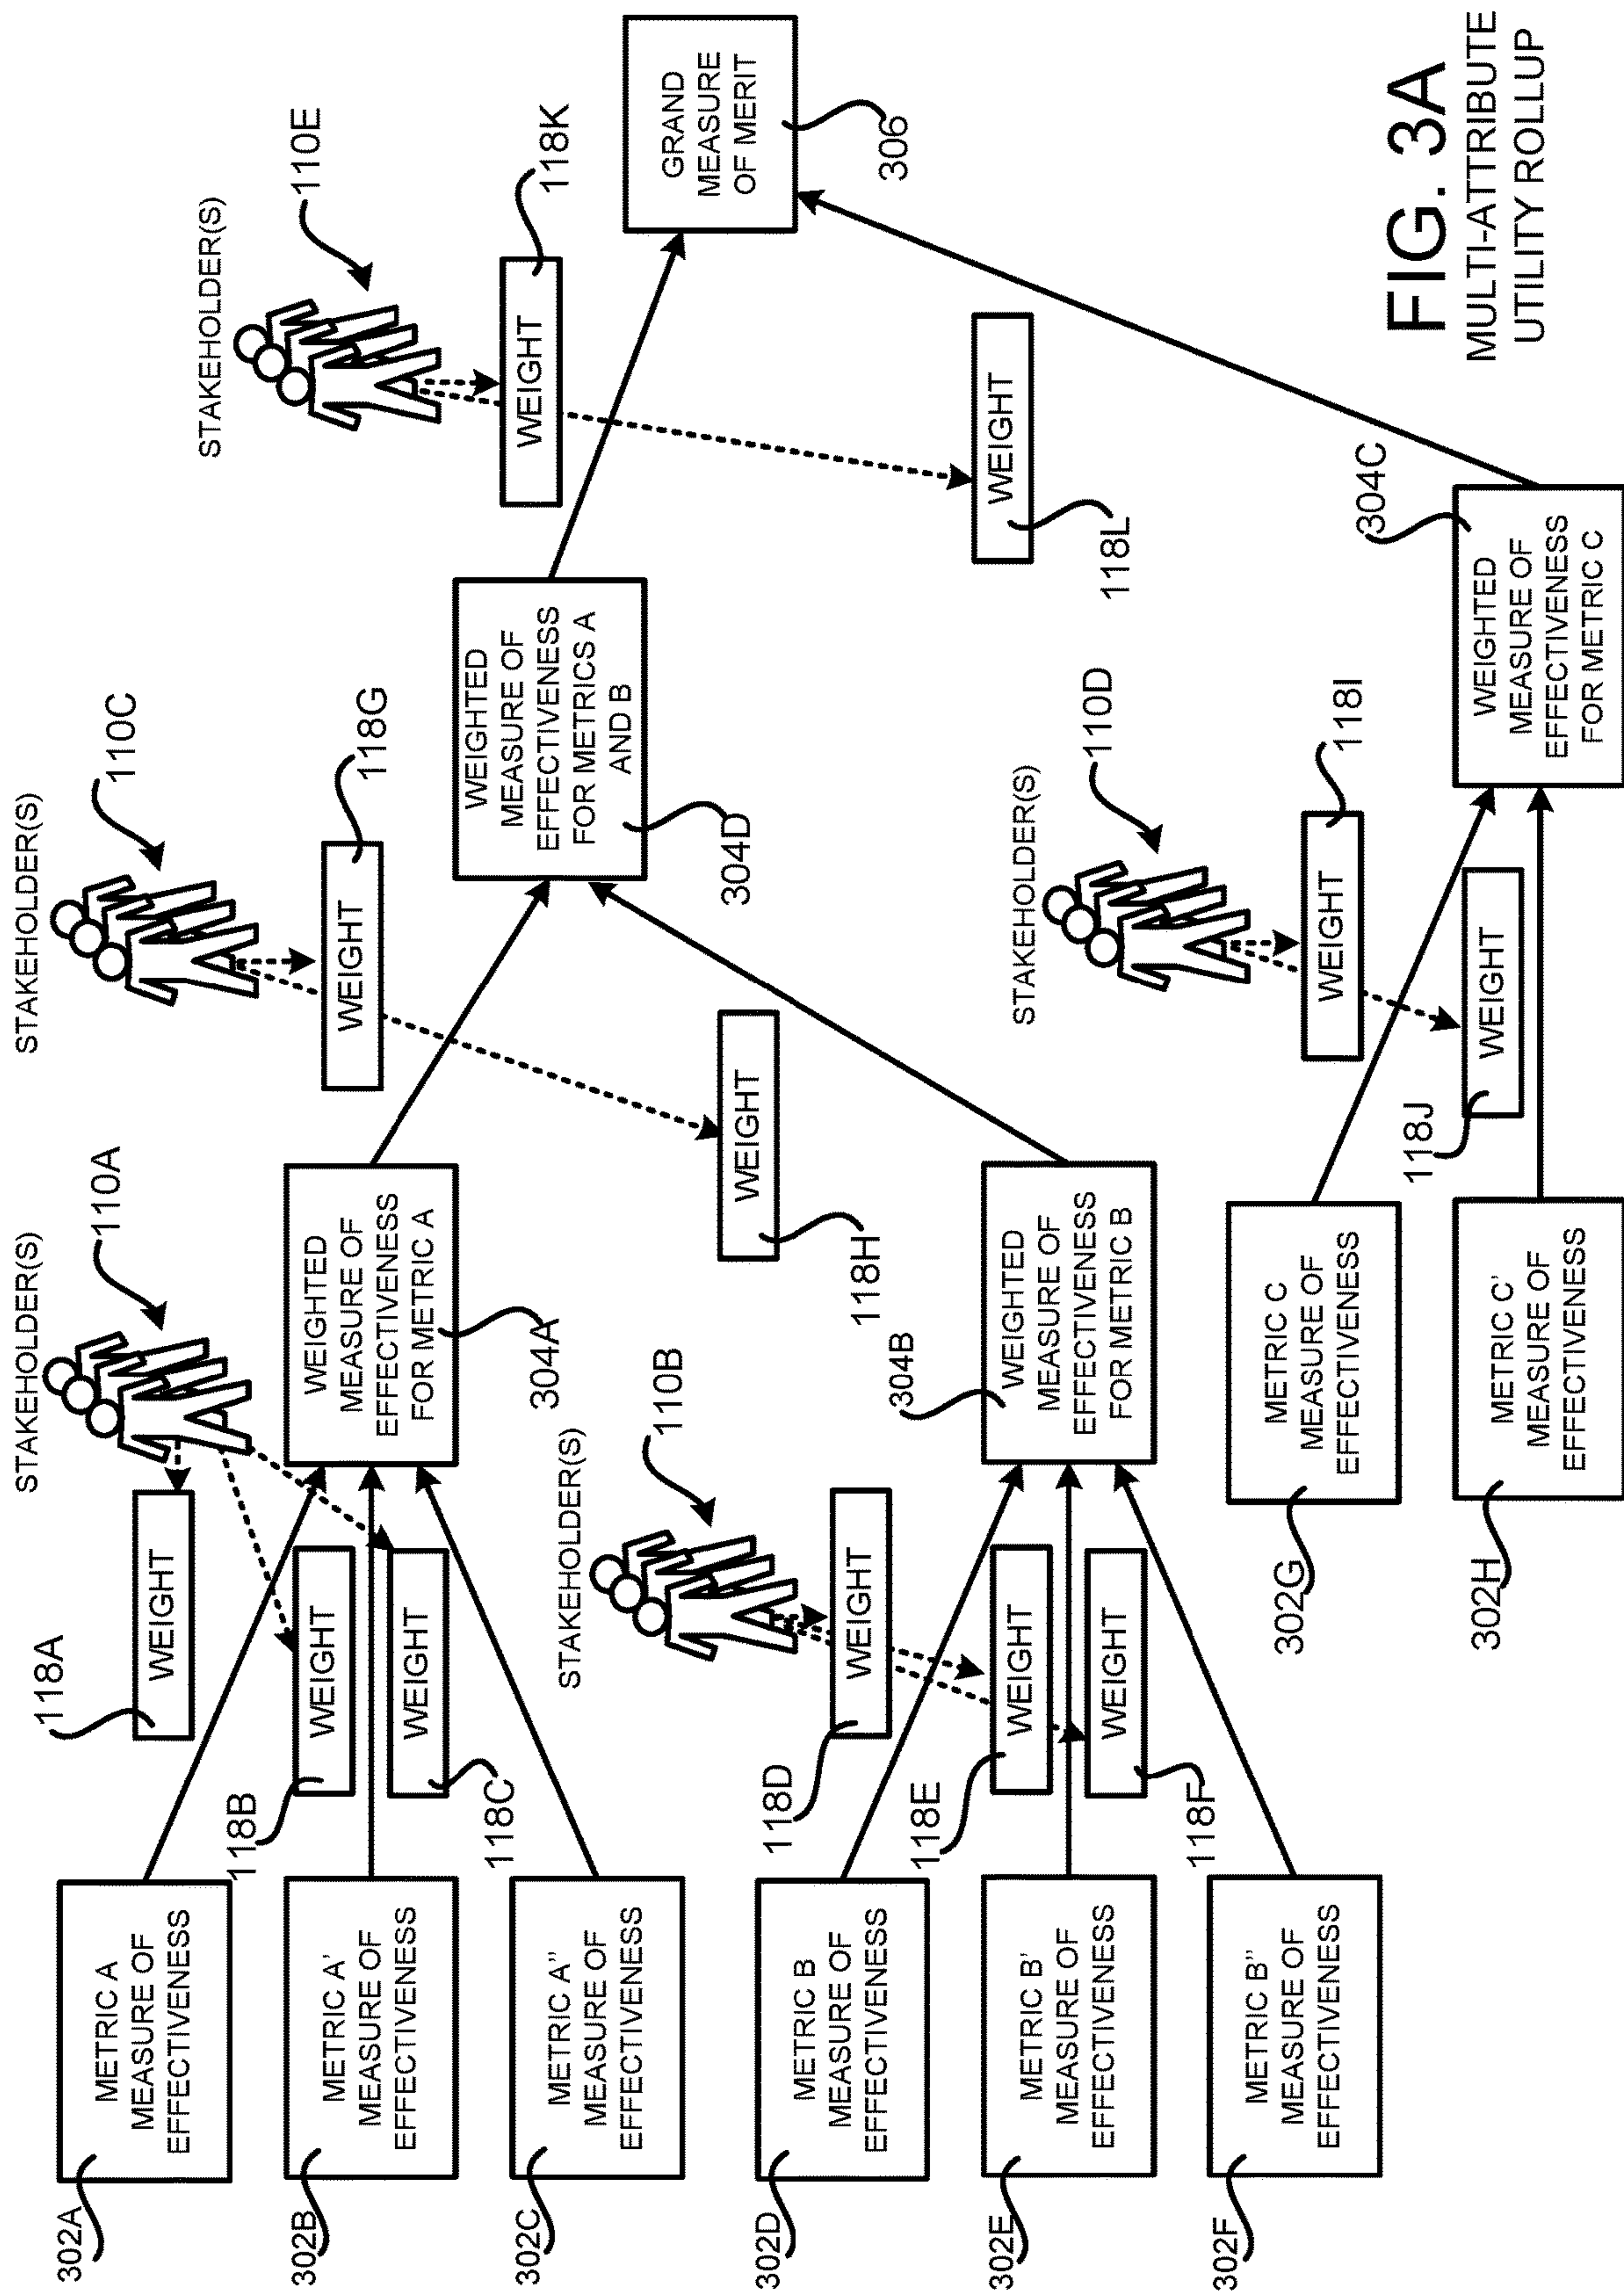 STAKEHOLDER(S)
110A
STAKEHOLDER(S)
110C
STAKEHOLDER(S)
110E
302A
METRIC A
MEASURE OF
EFFECTIVENESS
118A
WEIGHT
302B
METRIC A'
MEASURE OF
EFFECTIVENESS
118B
WEIGHT
302C
METRIC A"
MEASURE OF
EFFECTIVENESS
118C
WEIGHT
WEIGHTED
MEASURE OF
EFFECTIVENESS
FOR METRIC A
304A
WEIGHT
118G
WEIGHT
118H
WEIGHTED
MEASURE OF
EFFECTIVENESS
FOR METRICS A
AND B
304D
WEIGHT
118K
WEIGHT
118L
GRAND
MEASURE
OF MERIT
306
STAKEHOLDER(S)
110B
302D
METRIC B
MEASURE OF
EFFECTIVENESS
118D
WEIGHT
302E
METRIC B'
MEASURE OF
EFFECTIVENESS
118E
WEIGHT
302F
METRIC B"
MEASURE OF
EFFECTIVENESS
118F
WEIGHT
304B
WEIGHTED
MEASURE OF
EFFECTIVENESS
FOR METRIC B
STAKEHOLDER(S)
110D
302G
METRIC C
MEASURE OF
EFFECTIVENESS
WEIGHT
118I
302H
METRIC C'
MEASURE OF
EFFECTIVENESS
118J
WEIGHT
304C
WEIGHTED
MEASURE OF
EFFECTIVENESS
FOR METRIC C
FIG. 3A
MULTI-ATTRIBUTE
UTILITY ROLLUP